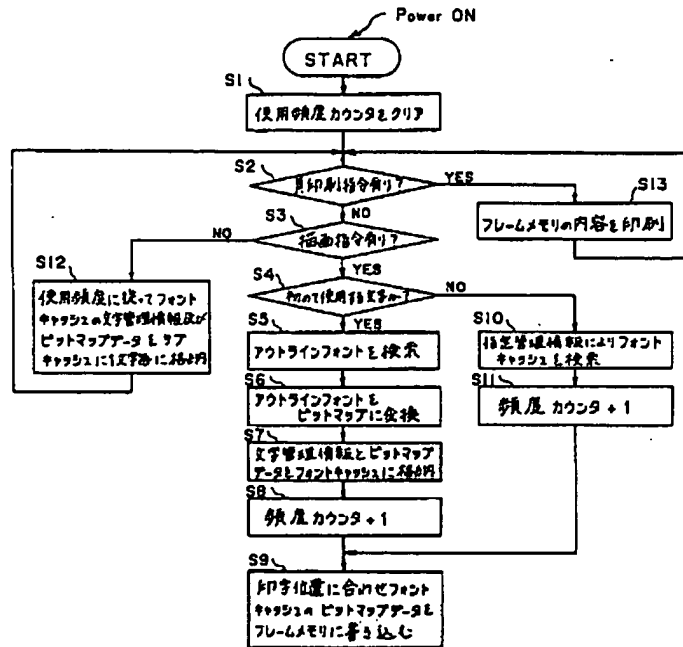 Power ON
START
S1
使用頻度カウンタをクリア
S2
頁印刷指令有り?
YES
S13
フレームメモリの内容を印刷
NO
S3
描画指令有り?
NO
YES
S12
使用頻度に従ってフォント
キャッシュの文字管理情報及び
ビットマップデータをリア
キャッシュに1文字毎に格納
S4
初めて使用する文字か?
NO
YES
S5
アウトラインフォントを検索
S10
管理情報によりフォント
キャッシュを検索
S6
アウトラインフォントを
ビットマップに変換
S11
頻度カウンタ+1
S7
文字管理情報とビットマップ
データをフォントキャッシュに格納
S8
頻度カウンタ+1
S9
印字位置に合わせフォント
キャッシュのビットマップデータを
フレームメモリに書き込む